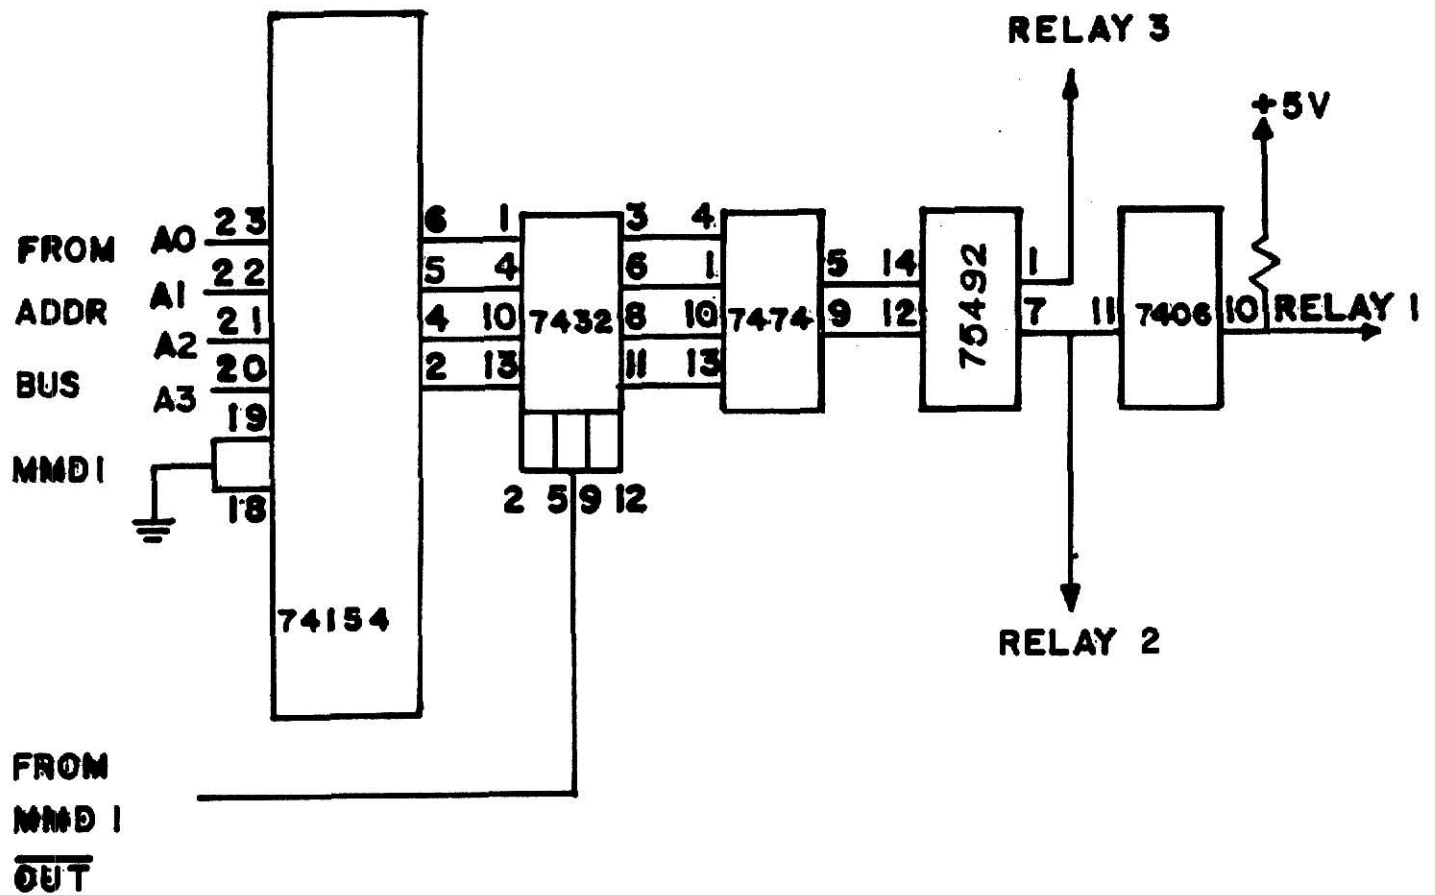 RELAY 3
+5V
FROM A0 23 6 1 3 4
A1 22 5 4 6 1 5 14 1
ADDR A2 21 4 10 7432 8 10 7474 9 12 75492 7 11 7406 10 RELAY 1
BUS A3 20 2 13 11 13
19
MMD1
18 2 5 9 12
74154
RELAY 2
FROM
MMD 1
OUT